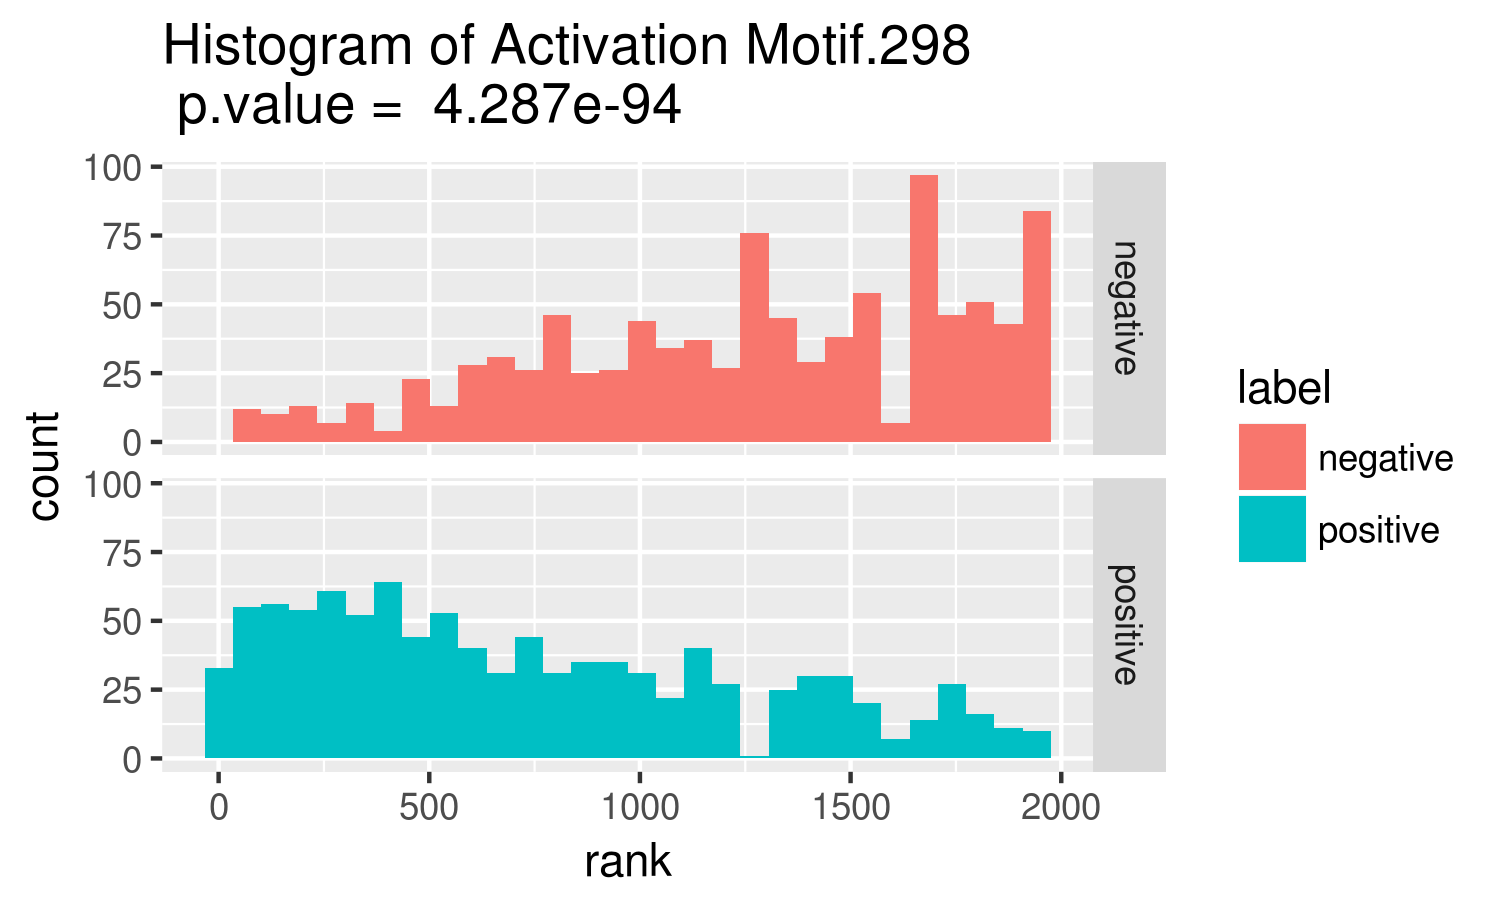 Histogram of Activation Motif.298
p.value =  4.287e-94
count
100
75
50
25
0
negative
100
75
50
25
0
positive
0 500 1000 1500 2000
rank
label
negative
positive